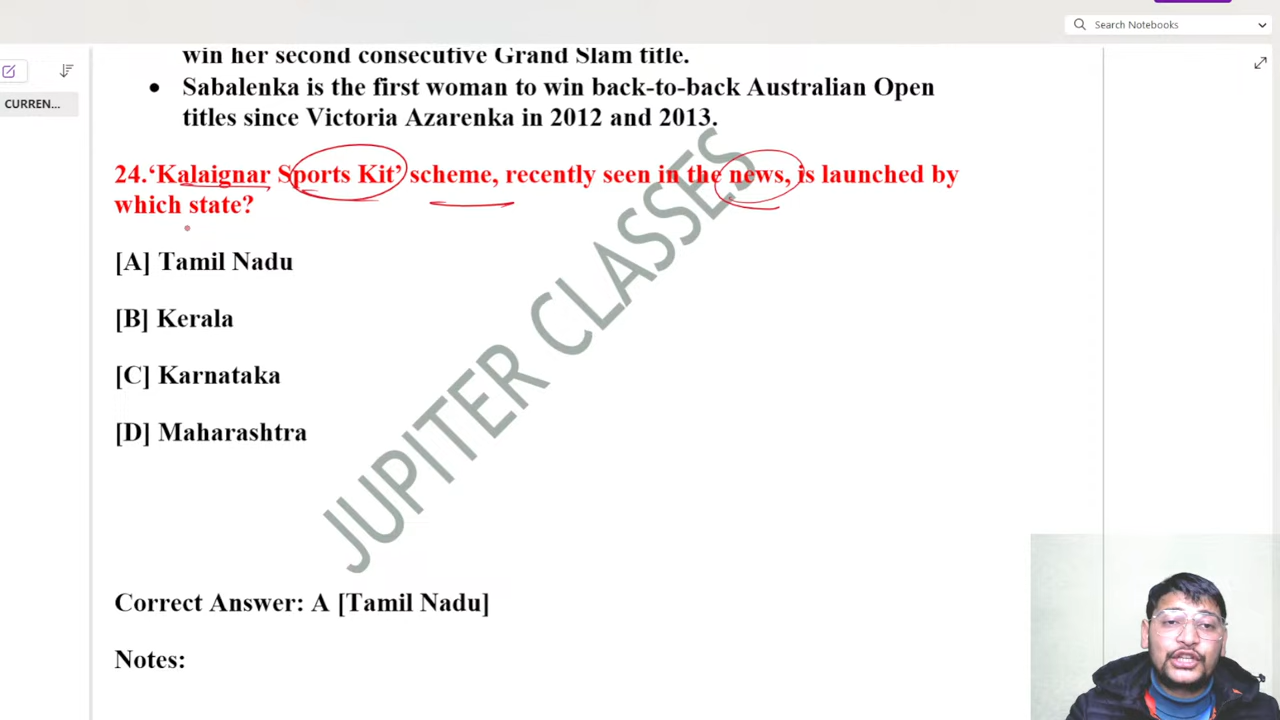 Search Notebooks
CURREN...
win her second consecutive Grand Slam title.
• Sabalenka is the first woman to win back-to-back Australian Open
titles since Victoria Azarenka in 2012 and 2013.
24.‘Kalaignar Sports Kit’ scheme, recently seen in the news, is launched by
which state?
[A] Tamil Nadu
[B] Kerala
[C] Karnataka
[D] Maharashtra
JUPITER CLASSES
Correct Answer: A [Tamil Nadu]
Notes: